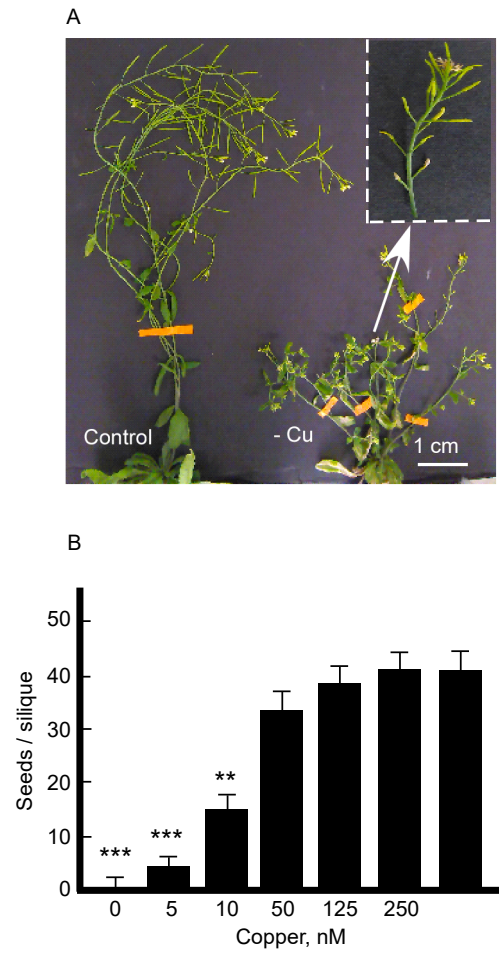 A
Control
- Cu
1 cm
B
Seeds / silique
50
40
30
20
10
0
***
***
**
0 5 10 50 125 250
Copper, nM